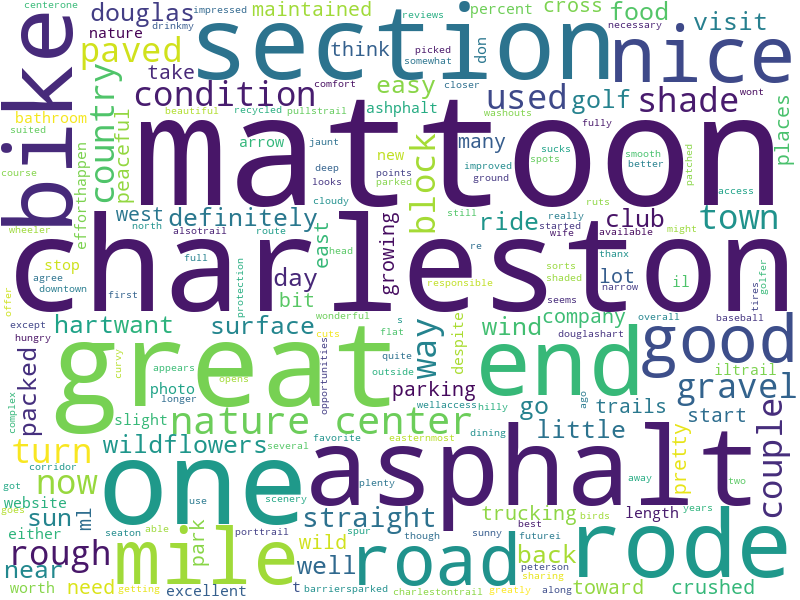 centerone
impressed
maintained
reviews
percent
cross
food
visit
bike
douglas
drinkmy
section
necessary
nature
paved
think
picked
somewhat
don
nice
take
country
condition
beautiful
recycled
pullstrail
easy
comfort
closer
used
golf
shade
wont
places
bathroom
suited
mattoon
ashphalt
washouts
fully
course
peaceful
arrow
jaunt
new
block
many
sucks
smooth
patched
efforthappen
deep
points
improved
spots
better
looks
parked
ground
ruts
access
wheeler
west
definitely
cloudy
growing
still
ride
really
club
town
north
alsotrail
route
east
started
wife
available
might
charleston
stop
full
head
re
sorts
lot
il
golfer
agree
day
protection
responsible
shaded
narrow
downtown
offer
first
bit
seems
tires
except
hartwant
surface
wonderful
s
way
despite
wind
company
overall
baseball
hungry
great
cuts
flat
douglashart
good
packed
curvy
appears
opportunities
quite
end
photo
opens
outside
iltrail
complex
longer
parking
hilly
ago
gravel
slight
wellaccess
go
trails
start
nature center
little
couple
turn
wildflowers
favorite
easternmost
dining
pretty
corridor
several
one
asphalt
away
two
got
now
plenty
website
use
scenery
trucking
length
years
goes
sun
ml
straight
though
best
birds
either
seaton
able
porttrail
spur
sunny
futurei
rough
mile
park
wild
well
road
back
rode
near
peterson
sharing
worth
need
getting
excellent
t
barriersparked
charlestontrail
greatly
along
toward
crushed